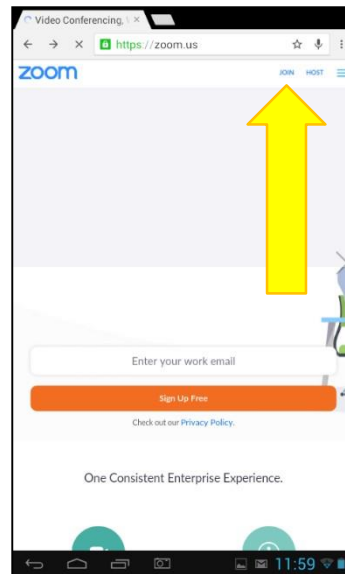 Video Conferencing, \
https://zoom.us
zoom
JOIN HOST
Enter your work email
Sign Up Free
Check out our Privacy Policy.
One Consistent Enterprise Experience.
11:59